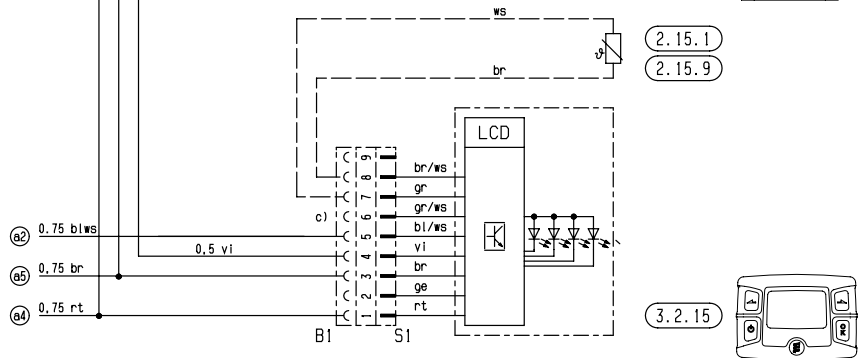 ws
ϑ
2.15.1
2.15.9
br
LCD
9
8 br/ws
7 gr
c) 6 gr/ws
a2 0.75 blws 5 bl/ws
0,5 vi 4 vi
a5 0,75 br 3 br
2 ge
a4 0,75 rt 1 rt
3.2.15
B1 S1